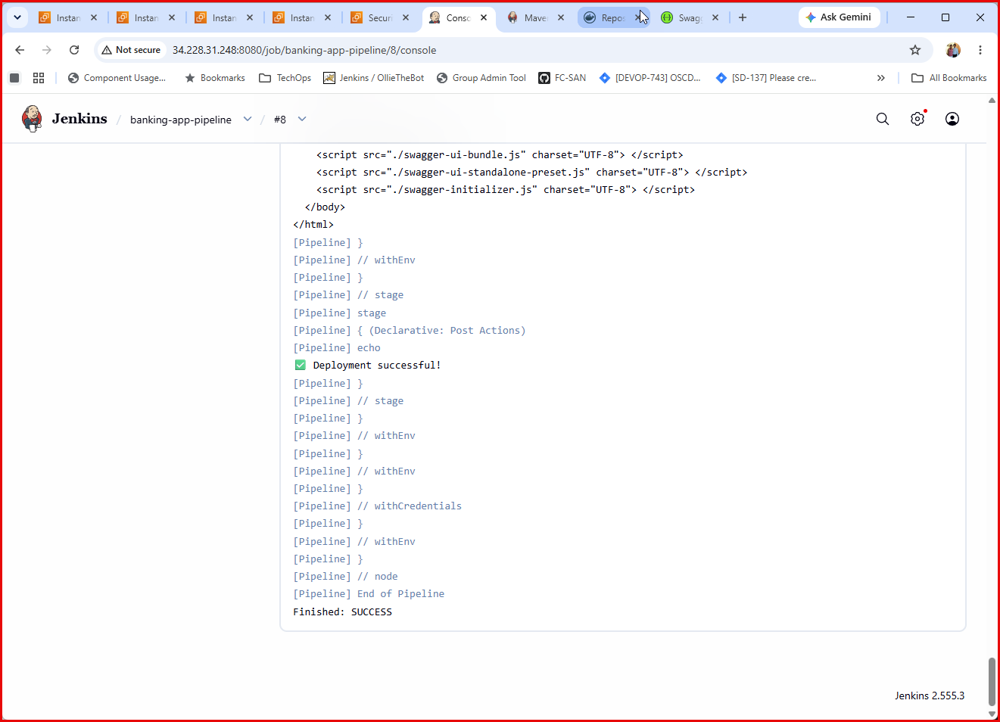 Instan
Instan
Instan
Instan
Securi
Conso
Maven
Repos
Swagg
Ask Gemini
Not secure
34.228.31.248:8080/job/banking-app-pipeline/8/console
Component Usage...
Bookmarks
TechOps
Jenkins / OllieTheBot
Group Admin Tool
FC-SAN
[DEVOP-743] OSCD...
[SD-137] Please cre...
»
All Bookmarks
Jenkins / banking-app-pipeline / #8
<script src="./swagger-ui-bundle.js" charset="UTF-8"> </script>
<script src="./swagger-ui-standalone-preset.js" charset="UTF-8"> </script>
<script src="./swagger-initializer.js" charset="UTF-8"> </script>
</body>
</html>
[Pipeline] }
[Pipeline] // withEnv
[Pipeline] }
[Pipeline] // stage
[Pipeline] stage
[Pipeline] { (Declarative: Post Actions)
[Pipeline] echo
✅ Deployment successful!
[Pipeline] }
[Pipeline] // stage
[Pipeline] }
[Pipeline] // withEnv
[Pipeline] }
[Pipeline] // withEnv
[Pipeline] }
[Pipeline] // withCredentials
[Pipeline] }
[Pipeline] // withEnv
[Pipeline] }
[Pipeline] // node
[Pipeline] End of Pipeline
Finished: SUCCESS
Jenkins 2.555.3